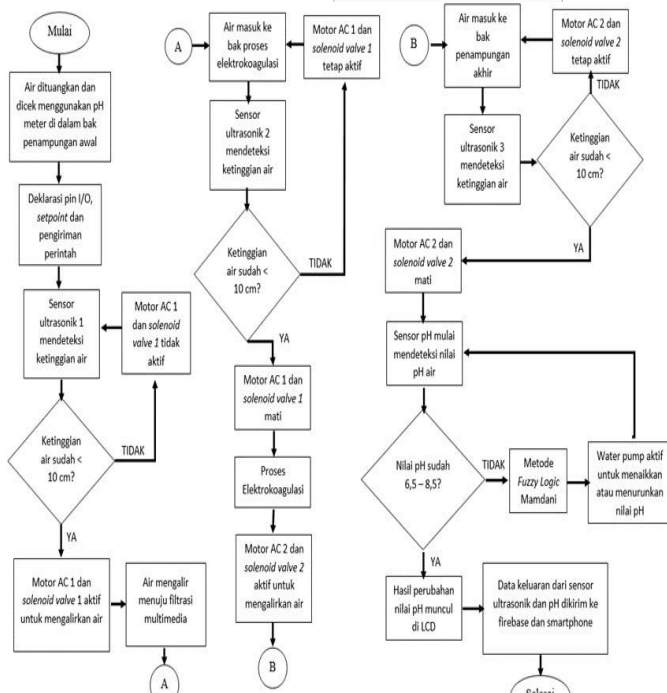 Mulai
Air dituangkan dan
dicek menggunakan pH
meter di dalam bak
penampungan awal
Deklarasi pin I/O,
setpoint dan
pengiriman
perintah
Sensor
ultrasonik 1
mendeteksi
ketinggian air
Motor AC 1
dan solenoid
valve 1 tidak
aktif
Ketinggian
air sudah <
10 cm?
TIDAK
YA
Motor AC 1 dan
solenoid valve 1 aktif
untuk mengalirkan air
Air mengalir
menuju filtrasi
multimedia
A
A
Air masuk ke
bak proses
elektrokoagulasi
Motor AC 1 dan
solenoid valve 1
tetap aktif
Sensor
ultrasonik 2
mendeteksi
ketinggian air
Ketinggian
air sudah <
10 cm?
TIDAK
YA
Motor AC 1 dan
solenoid valve 1
mati
Proses
Elektrokoagulasi
Motor AC 2 dan
solenoid valve 2
aktif untuk
mengalirkan air
B
B
Air masuk ke
bak
penampungan
akhir
Motor AC 2 dan
solenoid valve 2
tetap aktif
TIDAK
Sensor
ultrasonik 3
mendeteksi
ketinggian air
Ketinggian
air sudah <
10 cm?
YA
Motor AC 2 dan
solenoid valve 2
mati
Sensor pH mulai
mendeteksi nilai
pH air
Nilai pH sudah
6,5 – 8,5?
TIDAK
Metode
Fuzzy Logic
Mamdani
Water pump aktif
untuk menaikkan
atau menurunkan
nilai pH
YA
Hasil perubahan
nilai pH muncul
di LCD
Data keluaran dari sensor
ultrasonik dan pH dikirim ke
firebase dan smartphone
Selesai